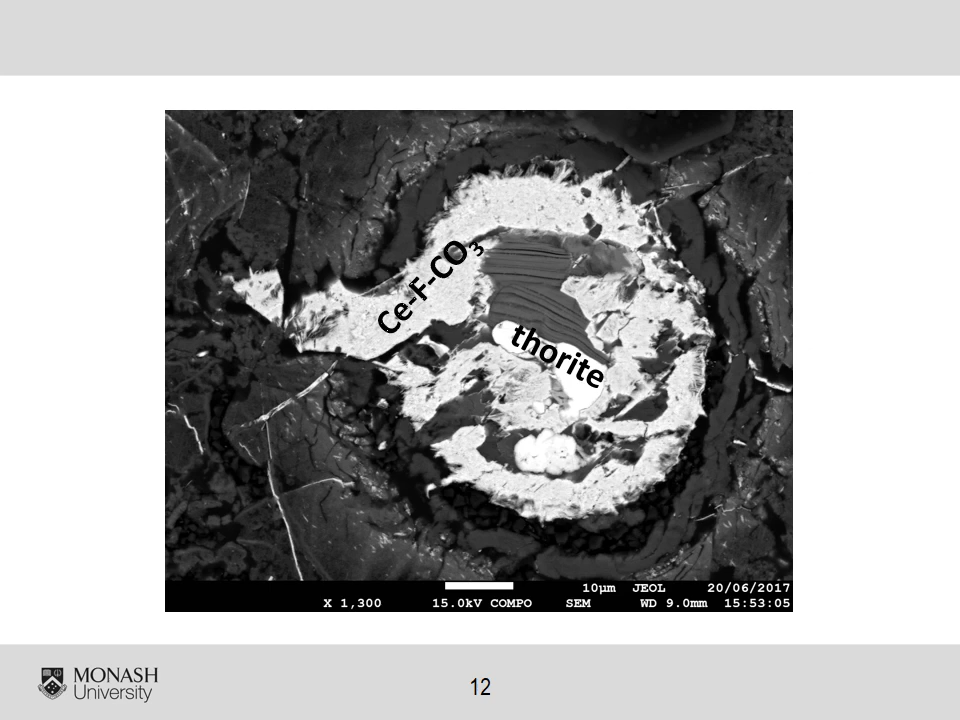 Ce-F-CO₃
thorite
10µm JEOL 20/06/2017
X 1,300 15.0kV COMPO SEM WD 9.0mm 15:53:05
MONASH
University
12